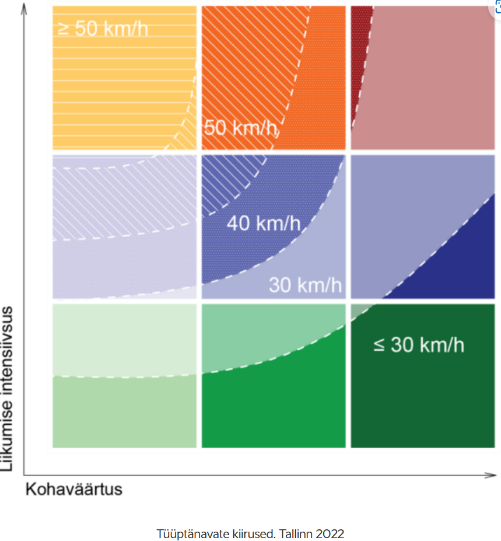 ≥ 50 km/h
50 km/h
40 km/h
30 km/h
≤ 30 km/h
Liikumise intensiivsus
Kohaväärtus
Tüüptänavate kiirused. Tallinn 2022